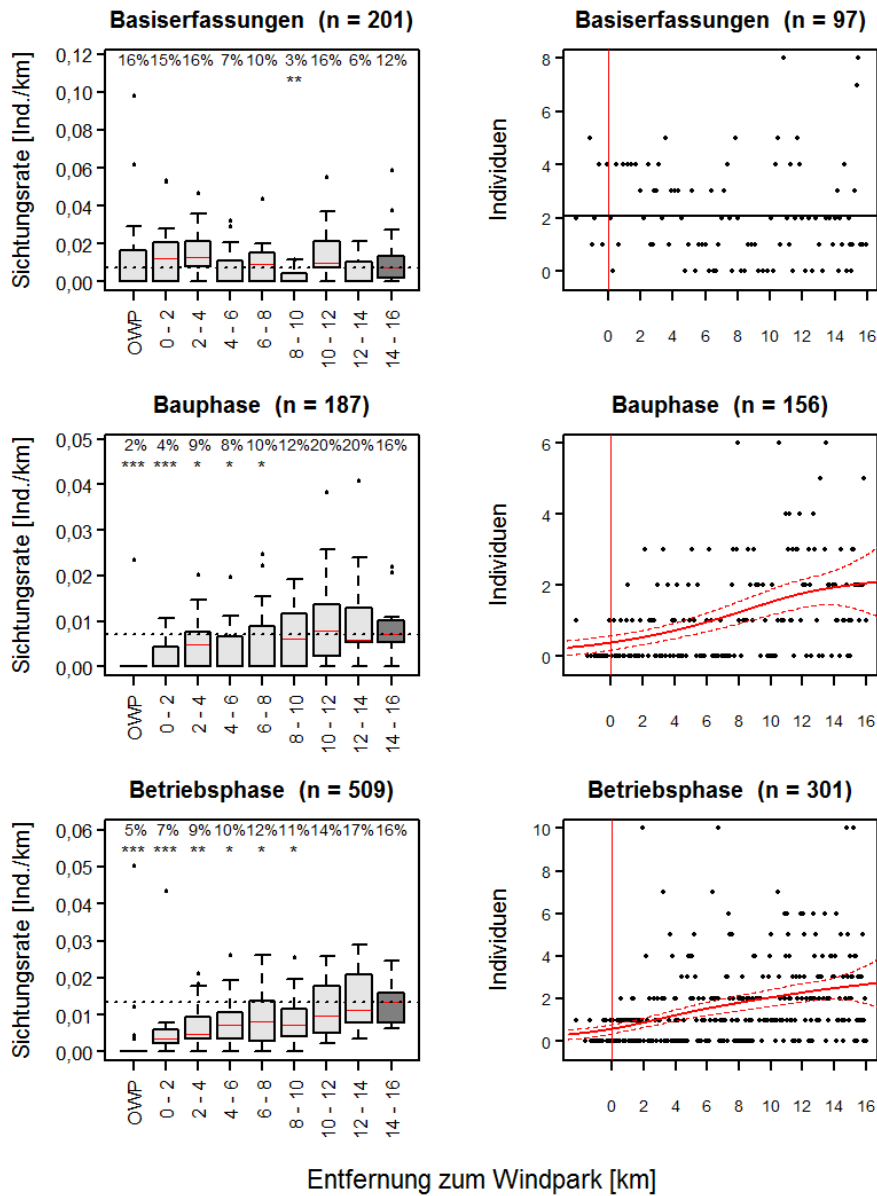 Basiserfassungen (n = 201)
Sichtungsrate [Ind./km]
0,12
0,10
0,08
0,06
0,04
0,02
0,00
16% 15% 16% 7% 10% 3% 16% 6% 12%
**
OWP
0 - 2
2 - 4
4 - 6
6 - 8
8 - 10
10 - 12
12 - 14
14 - 16
Basiserfassungen (n = 97)
Individuen
8
6
4
2
0
0 2 4 6 8 10 12 14 16
Bauphase (n = 187)
Sichtungsrate [Ind./km]
0,05
0,04
0,03
0,02
0,01
0,00
2% 4% 9% 8% 10% 12% 20% 20% 16%
*** *** * * *
OWP
0 - 2
2 - 4
4 - 6
6 - 8
8 - 10
10 - 12
12 - 14
14 - 16
Bauphase (n = 156)
Individuen
6
4
2
0
0 2 4 6 8 10 12 14 16
Betriebsphase (n = 509)
Sichtungsrate [Ind./km]
0,06
0,05
0,04
0,03
0,02
0,01
0,00
5% 7% 9% 10% 12% 11% 14% 17% 16%
*** *** ** * * *
OWP
0 - 2
2 - 4
4 - 6
6 - 8
8 - 10
10 - 12
12 - 14
14 - 16
Betriebsphase (n = 301)
Individuen
10
8
6
4
2
0
0 2 4 6 8 10 12 14 16
Entfernung zum Windpark [km]